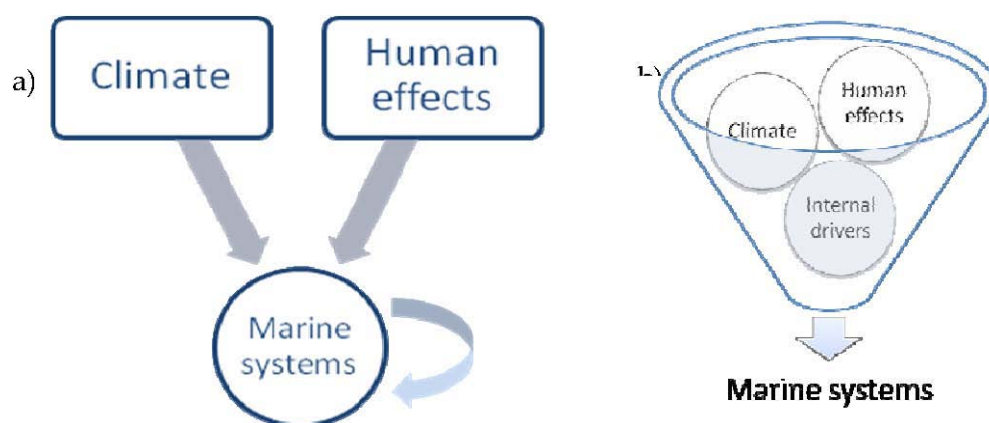 a)
Climate
Human
effects
Marine
systems
Climate
Human
effects
Internal
drivers
Marine systems